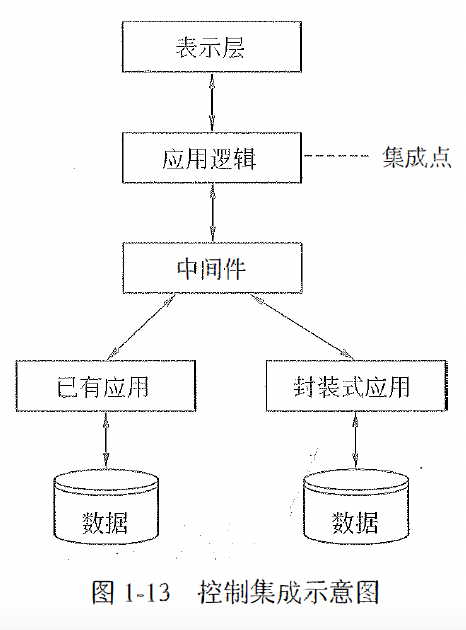 表示层
应用逻辑
集成点
中间件
已有应用
封装式应用
数据
数据
图 1-13 控制集成示意图